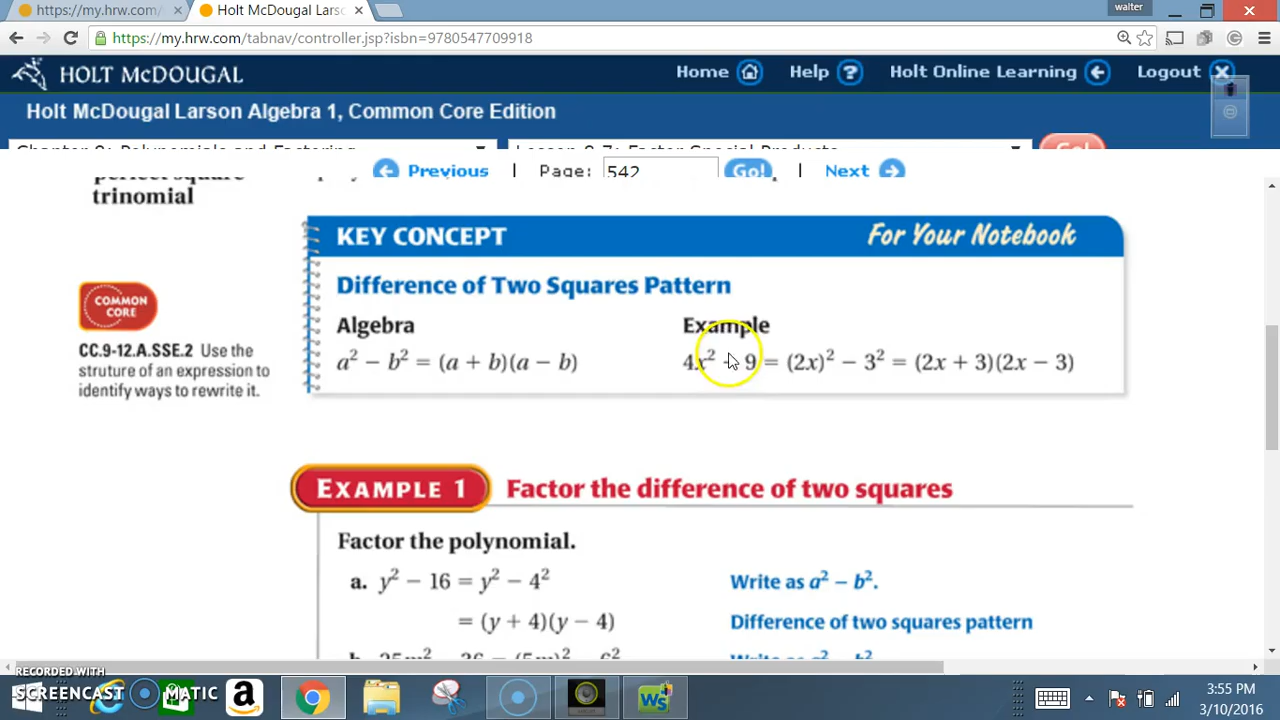 https://my.hrw.com/tabnav/ Holt McDougal Lars walter
https://my.hrw.com/tabnav/controller.jsp?isbn=9780547709918
HOLT McDOUGAL Home Help ? Holt Online Learning Logout
Holt McDougal Larson Algebra 1, Common Core Edition
Previous | Page: 542 Go! | Next
perfect square
trinomial
KEY CONCEPT For Your Notebook
Difference of Two Squares Pattern
COMMON
CORE
Algebra Example
CC.9-12.A.SSE.2 Use the
struture of an expression to
identify ways to rewrite it.
a² − b² = (a + b)(a − b) 4x² − 9 = (2x)² − 3² = (2x + 3)(2x − 3)
EXAMPLE 1 Factor the difference of two squares
Factor the polynomial.
a. y² − 16 = y² − 4² Write as a² − b².
= (y + 4)(y − 4) Difference of two squares pattern
RECORDED WITH
SCREENCAST MATIC
a
WS
3:55 PM
3/10/2016